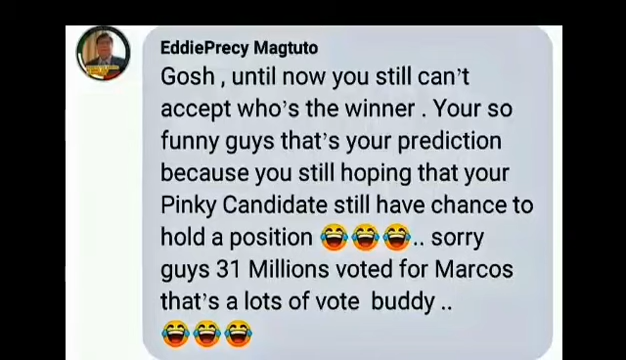 EddiePrecy Magtuto
Gosh , until now you still can't
accept who's the winner . Your so
funny guys that's your prediction
because you still hoping that your
Pinky Candidate still have chance to
hold a position 😂😂😂.. sorry
guys 31 Millions voted for Marcos
that's a lots of vote buddy ..
😂😂😂